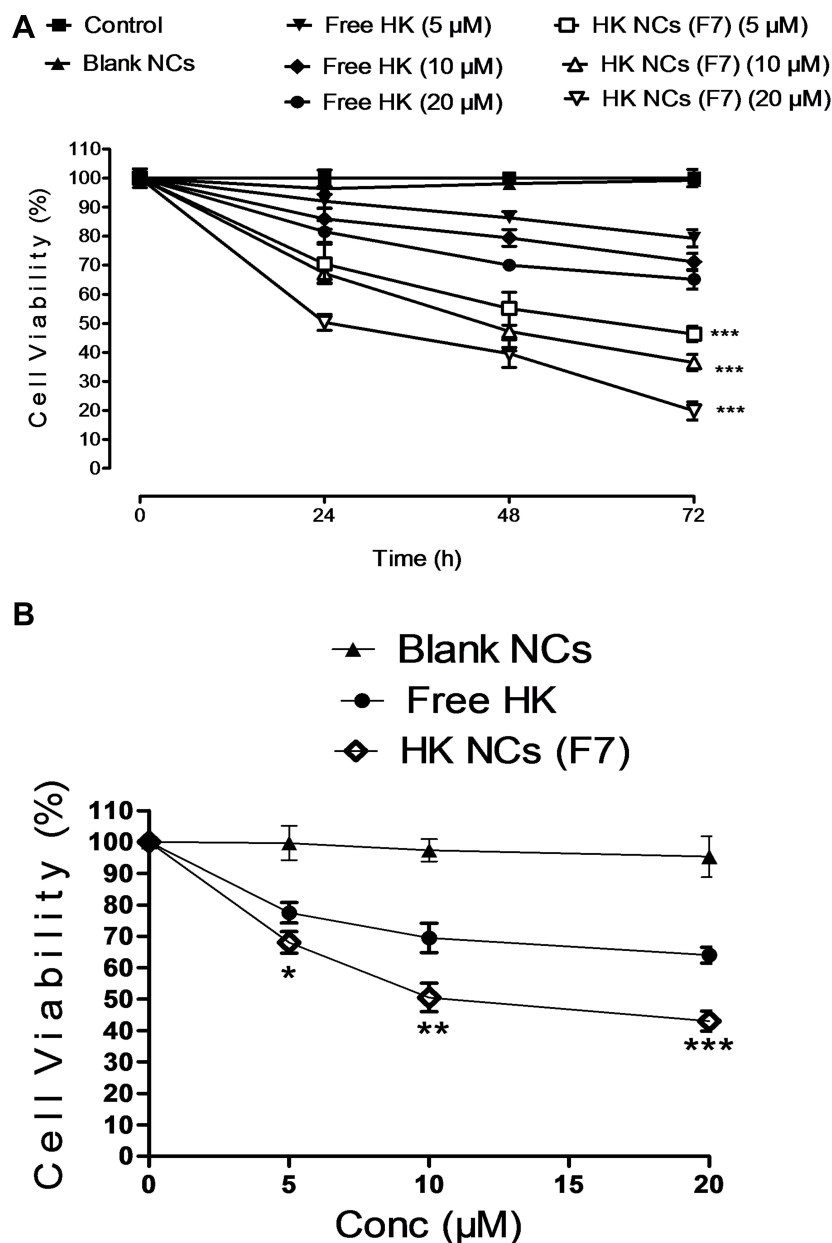 A
Control
Blank NCs
Free HK (5 µM)
Free HK (10 µM)
Free HK (20 µM)
HK NCs (F7) (5 µM)
HK NCs (F7) (10 µM)
HK NCs (F7) (20 µM)
Cell Viability (%)
110
100
90
80
70
60
50
40
30
20
10
0
***
***
***
0 24 48 72
Time (h)
B
Blank NCs
Free HK
HK NCs (F7)
Cell Viability (%)
110
100
90
80
70
60
50
40
30
20
10
0
*
**
***
0 5 10 15 20
Conc (µM)